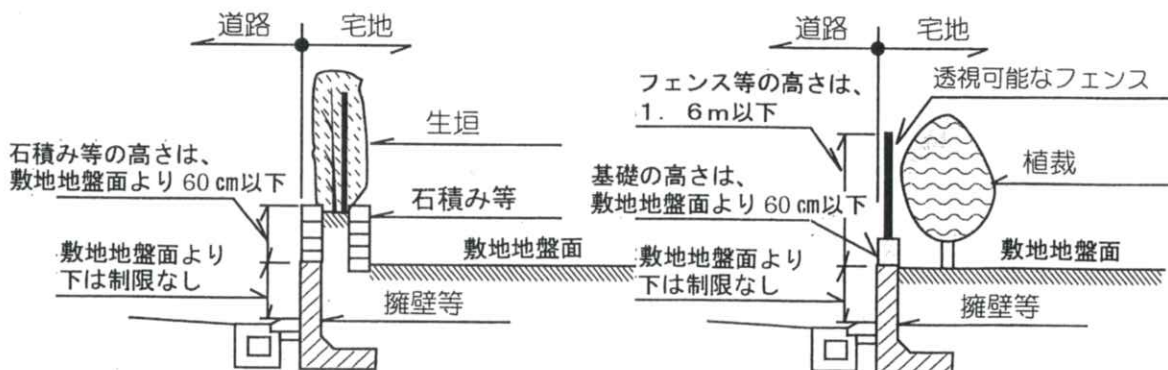 道路 宅地
生垣
石積み等の高さは、
敷地地盤面より 60 cm以下
石積み等
敷地地盤面
敷地地盤面より
下は制限なし
擁壁等
道路 宅地
フェンス等の高さは、
1．6m以下
透視可能なフェンス
植裁
基礎の高さは、
敷地地盤面より 60 cm以下
敷地地盤面
敷地地盤面より
下は制限なし
擁壁等